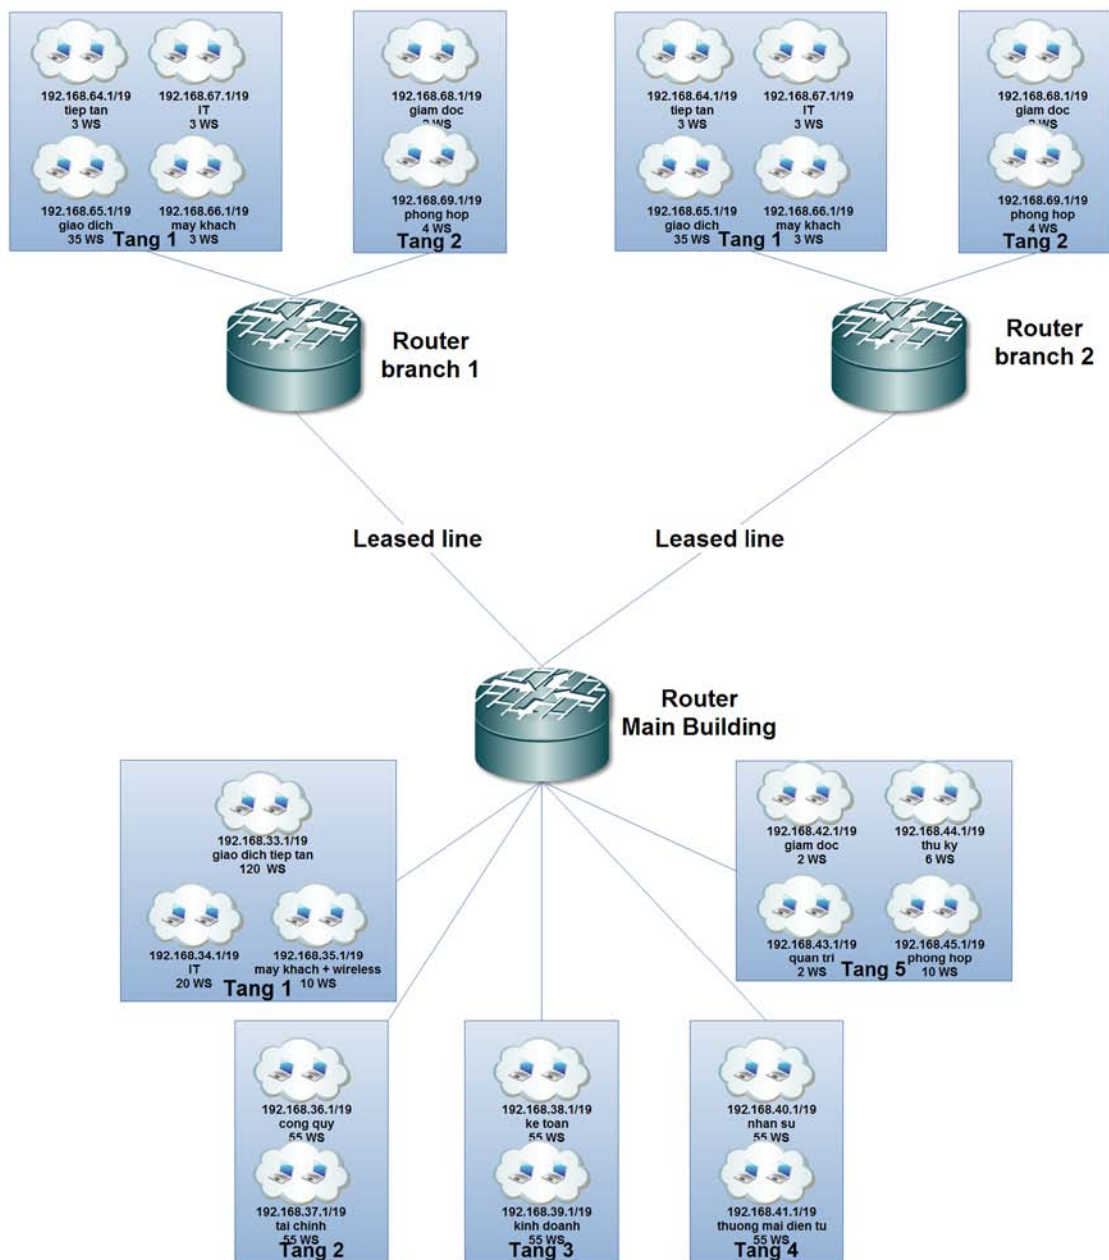 192.168.64.1/19
tiep tan
3 WS
192.168.67.1/19
IT
3 WS
192.168.65.1/19
giao dich
35 WS
192.168.66.1/19
may khach
3 WS
Tang 1
192.168.68.1/19
giam doc
WS
192.168.69.1/19
phong hop
4 WS
Tang 2
192.168.64.1/19
tiep tan
3 WS
192.168.67.1/19
IT
3 WS
192.168.65.1/19
giao dich
35 WS
192.168.66.1/19
may khach
3 WS
Tang 1
192.168.68.1/19
giam doc
WS
192.168.69.1/19
phong hop
4 WS
Tang 2
Router
branch 1
Router
branch 2
Leased line
Leased line
Router
Main Building
192.168.33.1/19
giao dich tiep tan
120 WS
192.168.34.1/19
IT
20 WS
192.168.35.1/19
may khach + wireless
10 WS
Tang 1
192.168.42.1/19
giam doc
2 WS
192.168.44.1/19
thu ky
6 WS
192.168.43.1/19
quan tri
2 WS
192.168.45.1/19
phong hop
10 WS
Tang 5
192.168.36.1/19
cong quy
55 WS
192.168.37.1/19
tai chinh
55 WS
Tang 2
192.168.38.1/19
ke toan
55 WS
192.168.39.1/19
kinh doanh
55 WS
Tang 3
192.168.40.1/19
nhan su
55 WS
192.168.41.1/19
thuong mai dien tu
55 WS
Tang 4